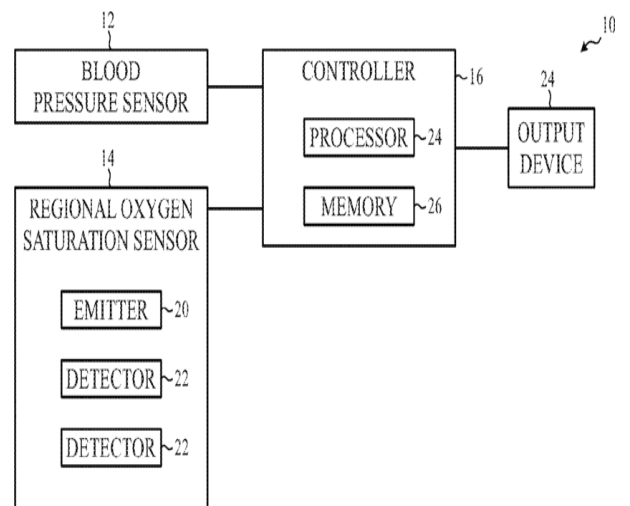 10
12
BLOOD
PRESSURE SENSOR
CONTROLLER
16
PROCESSOR 24
MEMORY 26
24
OUTPUT
DEVICE
14
REGIONAL OXYGEN
SATURATION SENSOR
EMITTER 20
DETECTOR 22
DETECTOR 22